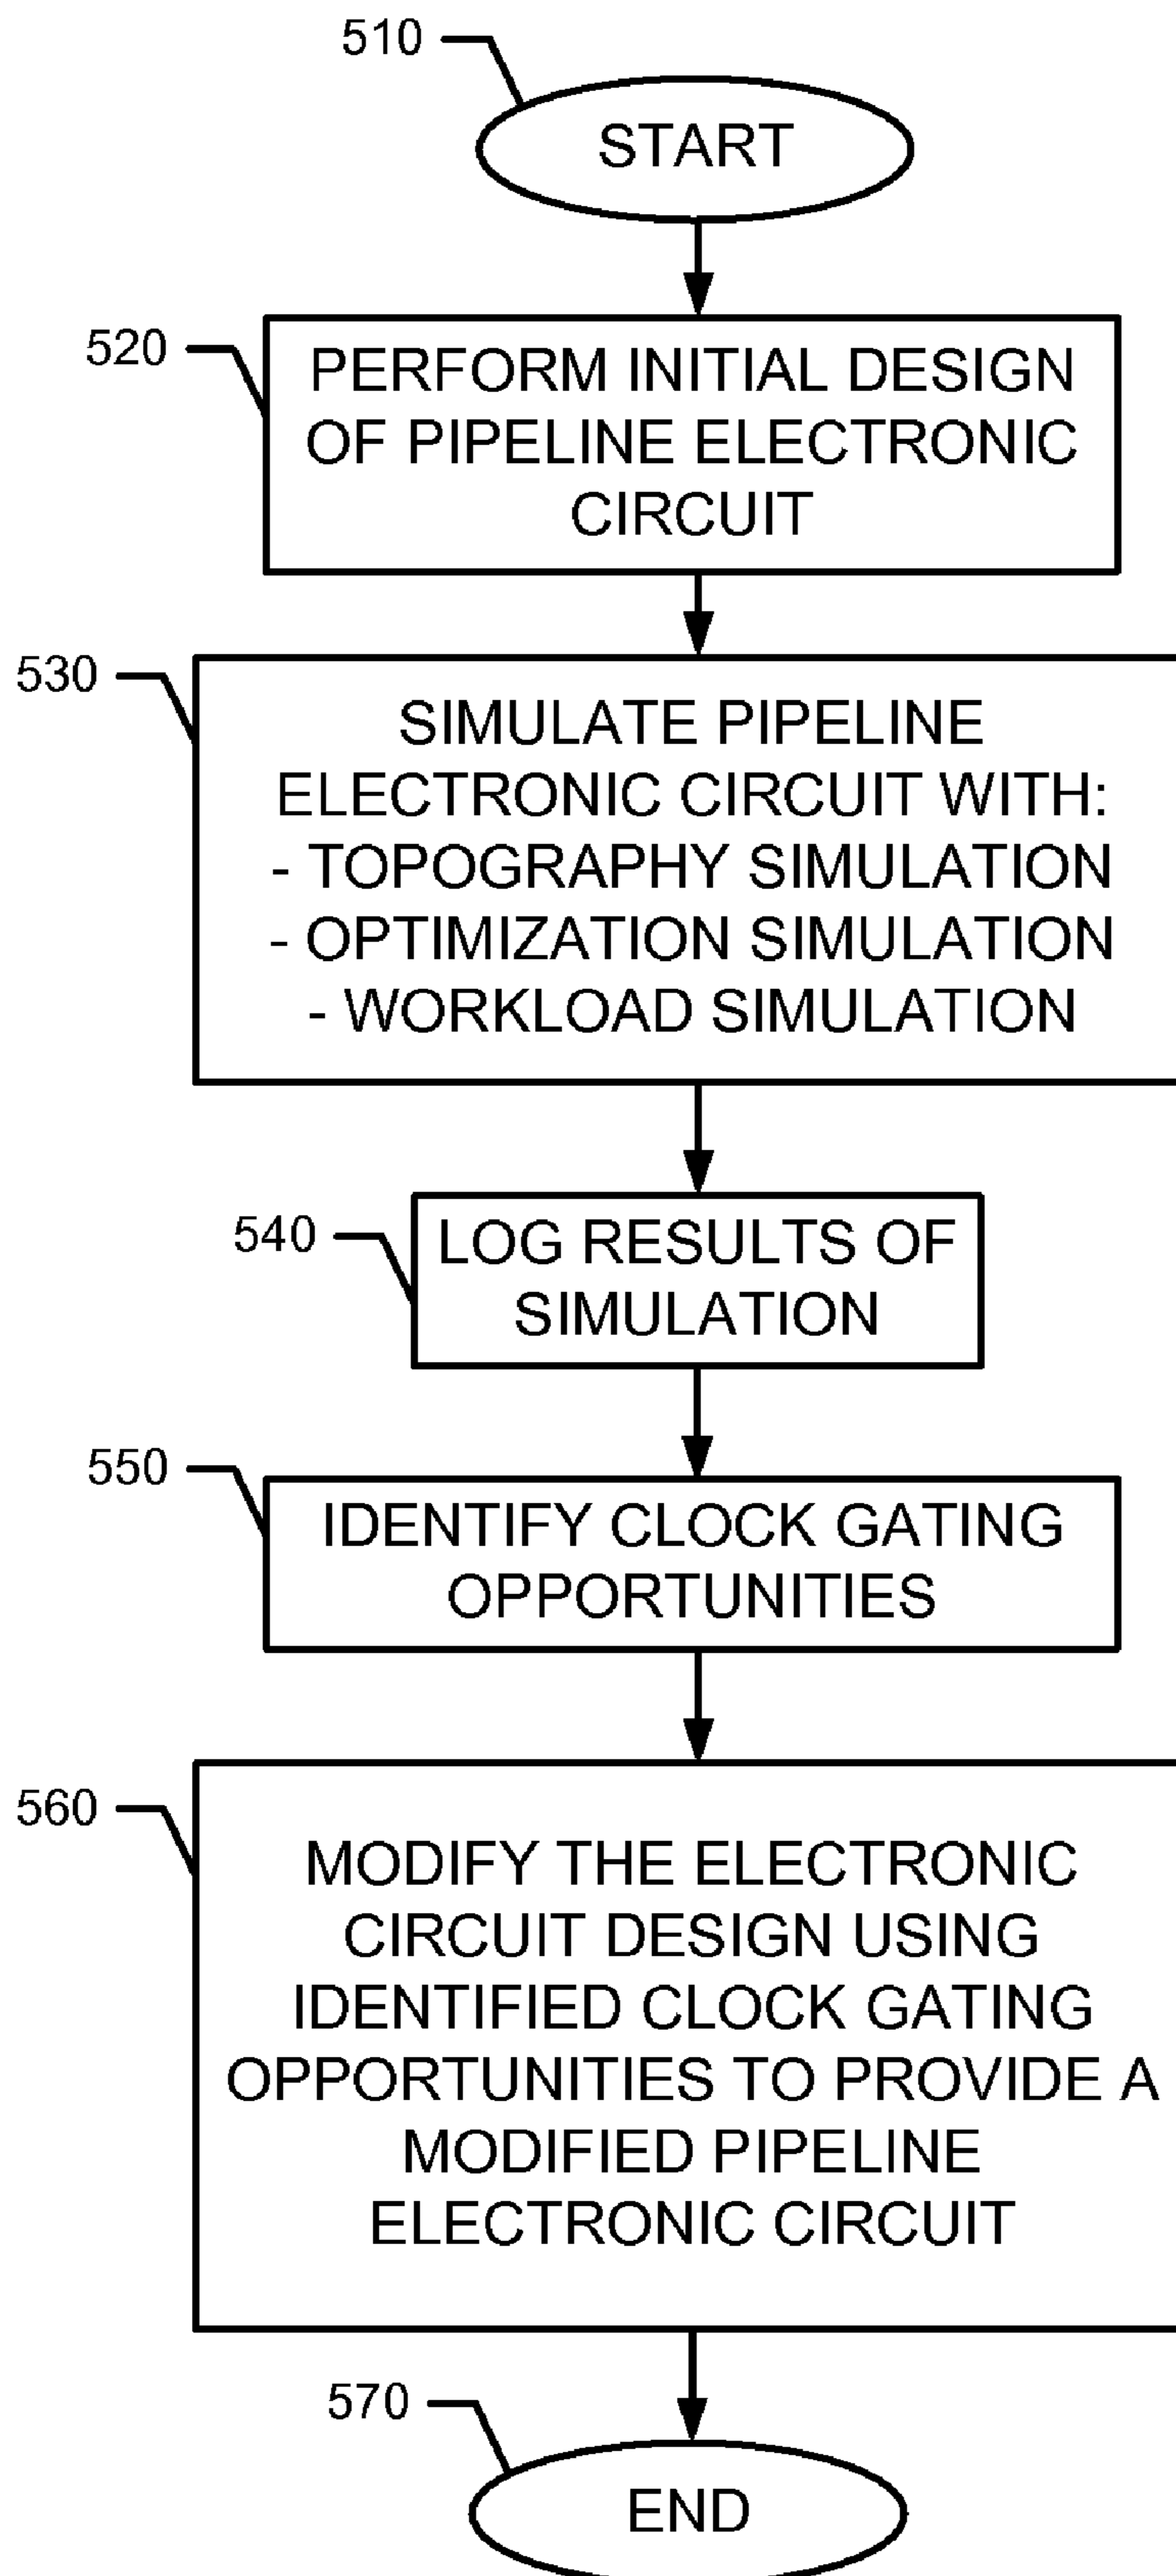 510
START
520
PERFORM INITIAL DESIGN
OF PIPELINE ELECTRONIC
CIRCUIT
530
SIMULATE PIPELINE
ELECTRONIC CIRCUIT WITH:
- TOPOGRAPHY SIMULATION
- OPTIMIZATION SIMULATION
- WORKLOAD SIMULATION
540
LOG RESULTS OF
SIMULATION
550
IDENTIFY CLOCK GATING
OPPORTUNITIES
560
MODIFY THE ELECTRONIC
CIRCUIT DESIGN USING
IDENTIFIED CLOCK GATING
OPPORTUNITIES TO PROVIDE A
MODIFIED PIPELINE
ELECTRONIC CIRCUIT
570
END